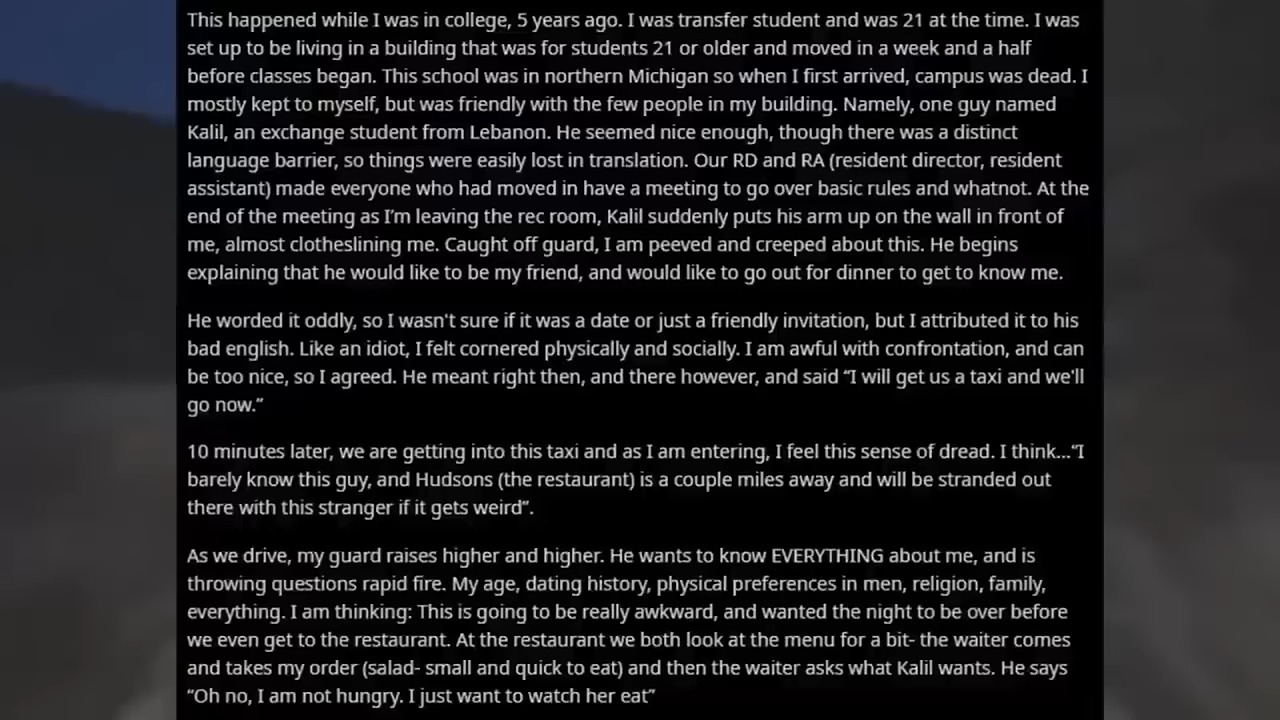 This happened while I was in college, 5 years ago. I was transfer student and was 21 at the time. I was
set up to be living in a building that was for students 21 or older and moved in a week and a half
before classes began. This school was in northern Michigan so when I first arrived, campus was dead. I
mostly kept to myself, but was friendly with the few people in my building. Namely, one guy named
Kalil, an exchange student from Lebanon. He seemed nice enough, though there was a distinct
language barrier, so things were easily lost in translation. Our RD and RA (resident director, resident
assistant) made everyone who had moved in have a meeting to go over basic rules and whatnot. At the
end of the meeting as I’m leaving the rec room, Kalil suddenly puts his arm up on the wall in front of
me, almost clotheslining me. Caught off guard, I am peeved and creeped about this. He begins
explaining that he would like to be my friend, and would like to go out for dinner to get to know me.
He worded it oddly, so I wasn't sure if it was a date or just a friendly invitation, but I attributed it to his
bad english. Like an idiot, I felt cornered physically and socially. I am awful with confrontation, and can
be too nice, so I agreed. He meant right then, and there however, and said “I will get us a taxi and we'll
go now.”
10 minutes later, we are getting into this taxi and as I am entering, I feel this sense of dread. I think...“I
barely know this guy, and Hudsons (the restaurant) is a couple miles away and will be stranded out
there with this stranger if it gets weird”.
As we drive, my guard raises higher and higher. He wants to know EVERYTHING about me, and is
throwing questions rapid fire. My age, dating history, physical preferences in men, religion, family,
everything. I am thinking: This is going to be really awkward, and wanted the night to be over before
we even get to the restaurant. At the restaurant we both look at the menu for a bit- the waiter comes
and takes my order (salad- small and quick to eat) and then the waiter asks what Kalil wants. He says
“Oh no, I am not hungry. I just want to watch her eat”